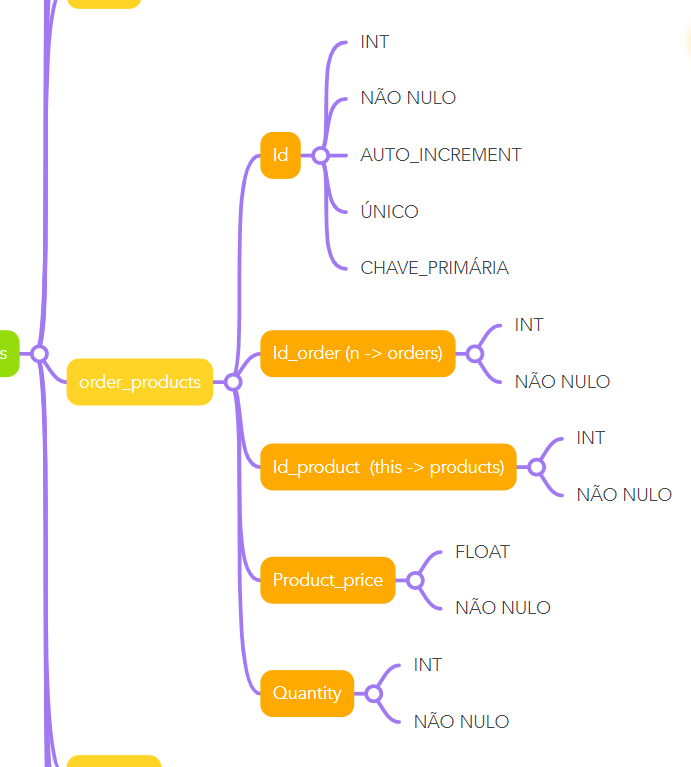 INT
NÃO NULO
Id
AUTO_INCREMENT
ÚNICO
CHAVE_PRIMÁRIA
s
order_products
Id_order (n -> orders)
INT
NÃO NULO
Id_product (this -> products)
INT
NÃO NULO
Product_price
FLOAT
NÃO NULO
Quantity
INT
NÃO NULO